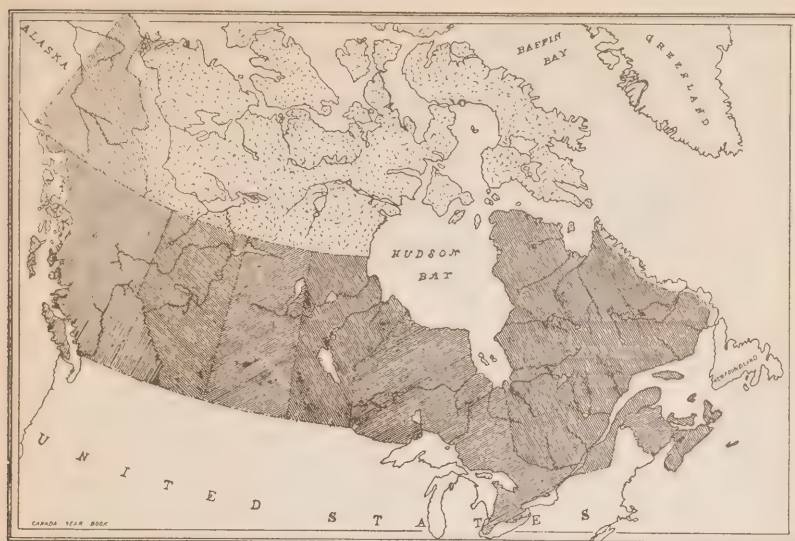 ALASKA
BAFFIN
BAY
GREENLAND
HUDSON
BAY
NEWFOUNDLAND
UNITED STATES
CANADA YEAR BOOK